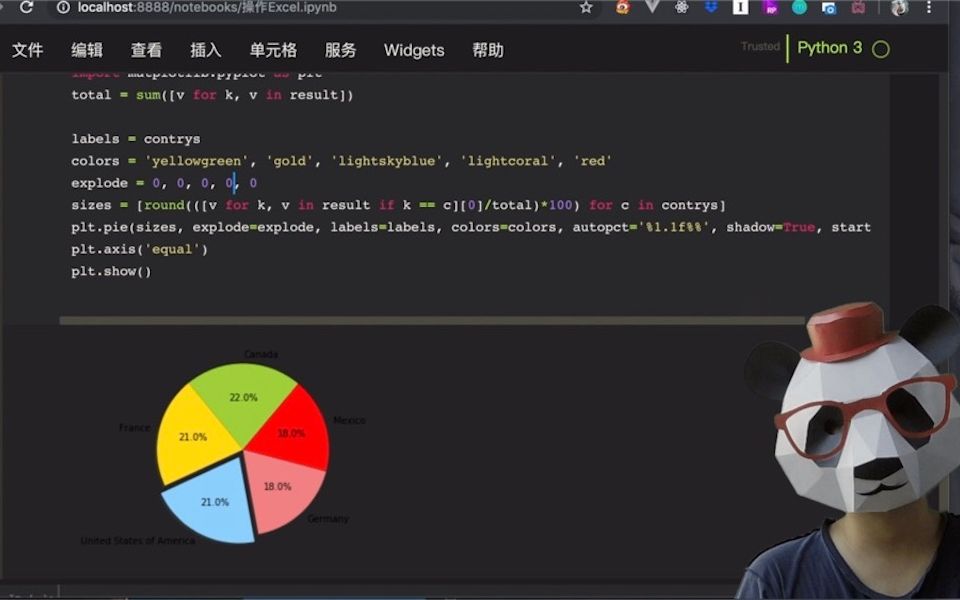 localhost:8888/notebooks/操作Excel.ipynb
文件 编辑 查看 插入 单元格 服务 Widgets 帮助 Trusted Python 3
import matplotlib.pyplot as plt
total = sum([v for k, v in result])
labels = contrys
colors = 'yellowgreen', 'gold', 'lightskyblue', 'lightcoral', 'red'
explode = 0, 0, 0, 0, 0
sizes = [round(([v for k, v in result if k == c][0]/total)*100) for c in contrys]
plt.pie(sizes, explode=explode, labels=labels, colors=colors, autopct='%1.1f%%', shadow=True, start
plt.axis('equal')
plt.show()
Canada
22.0%
France
21.0%
Mexico
18.0%
21.0%
18.0%
Germany
United States of America